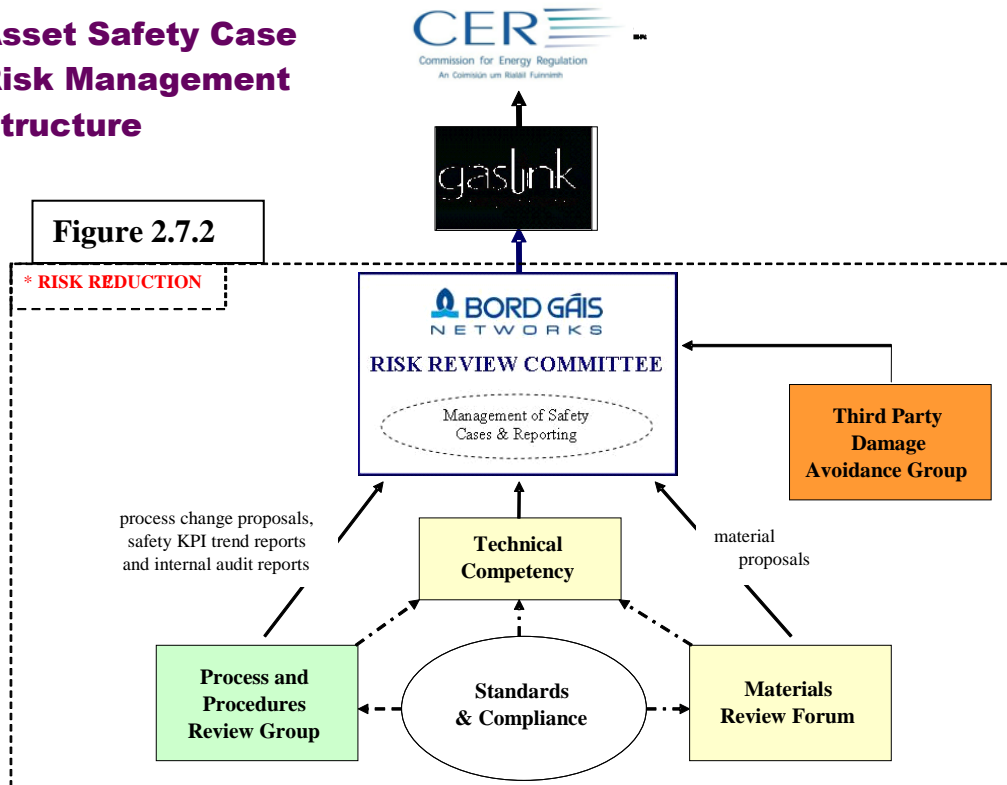 Asset Safety Case
Risk Management
Structure
CER
Commission for Energy Regulation
An Coimisiún um Rialáil Fuinnimh
gaslink
Figure 2.7.2
* RISK REDUCTION
BORD GÁIS
NETWORKS
RISK REVIEW COMMITTEE
Management of Safety
Cases & Reporting
Third Party
Damage
Avoidance Group
process change proposals,
safety KPI trend reports
and internal audit reports
Technical
Competency
material
proposals
Process and
Procedures
Review Group
Standards
& Compliance
Materials
Review Forum